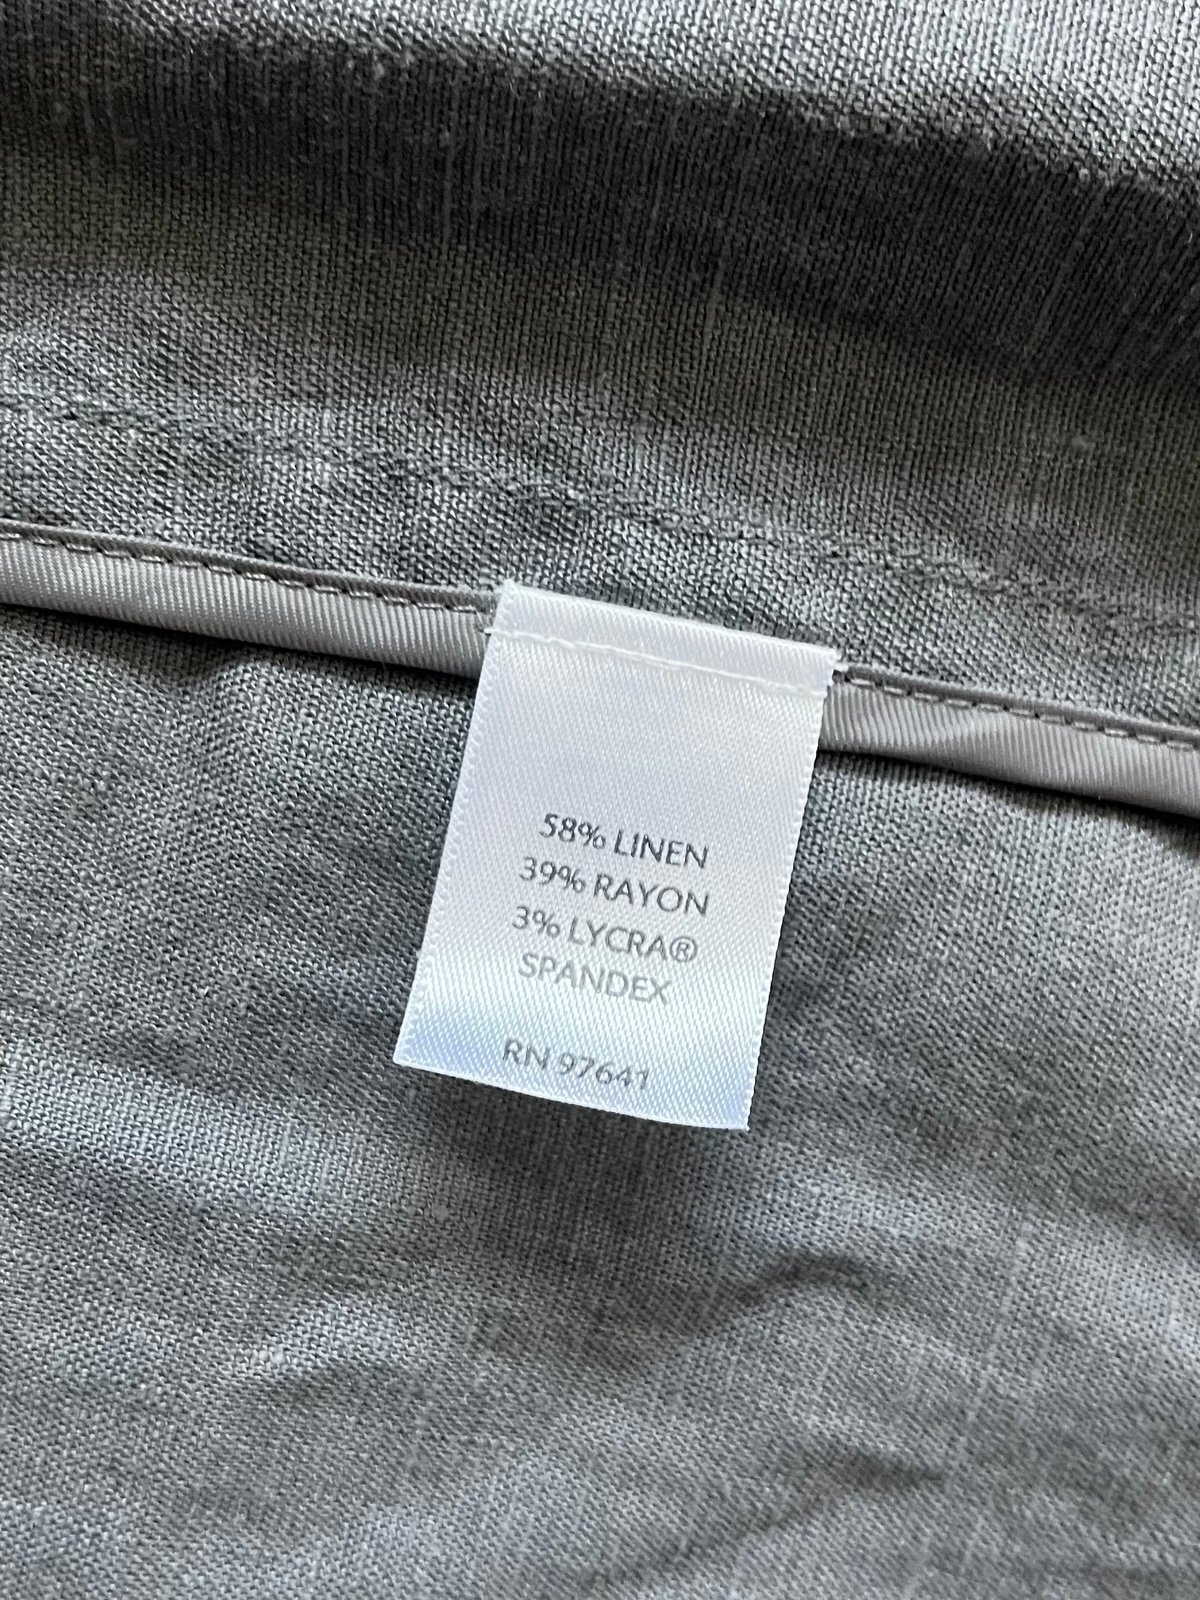 58% LINEN
39% RAYON
3% LYCRA®
SPANDEX
RN 97641